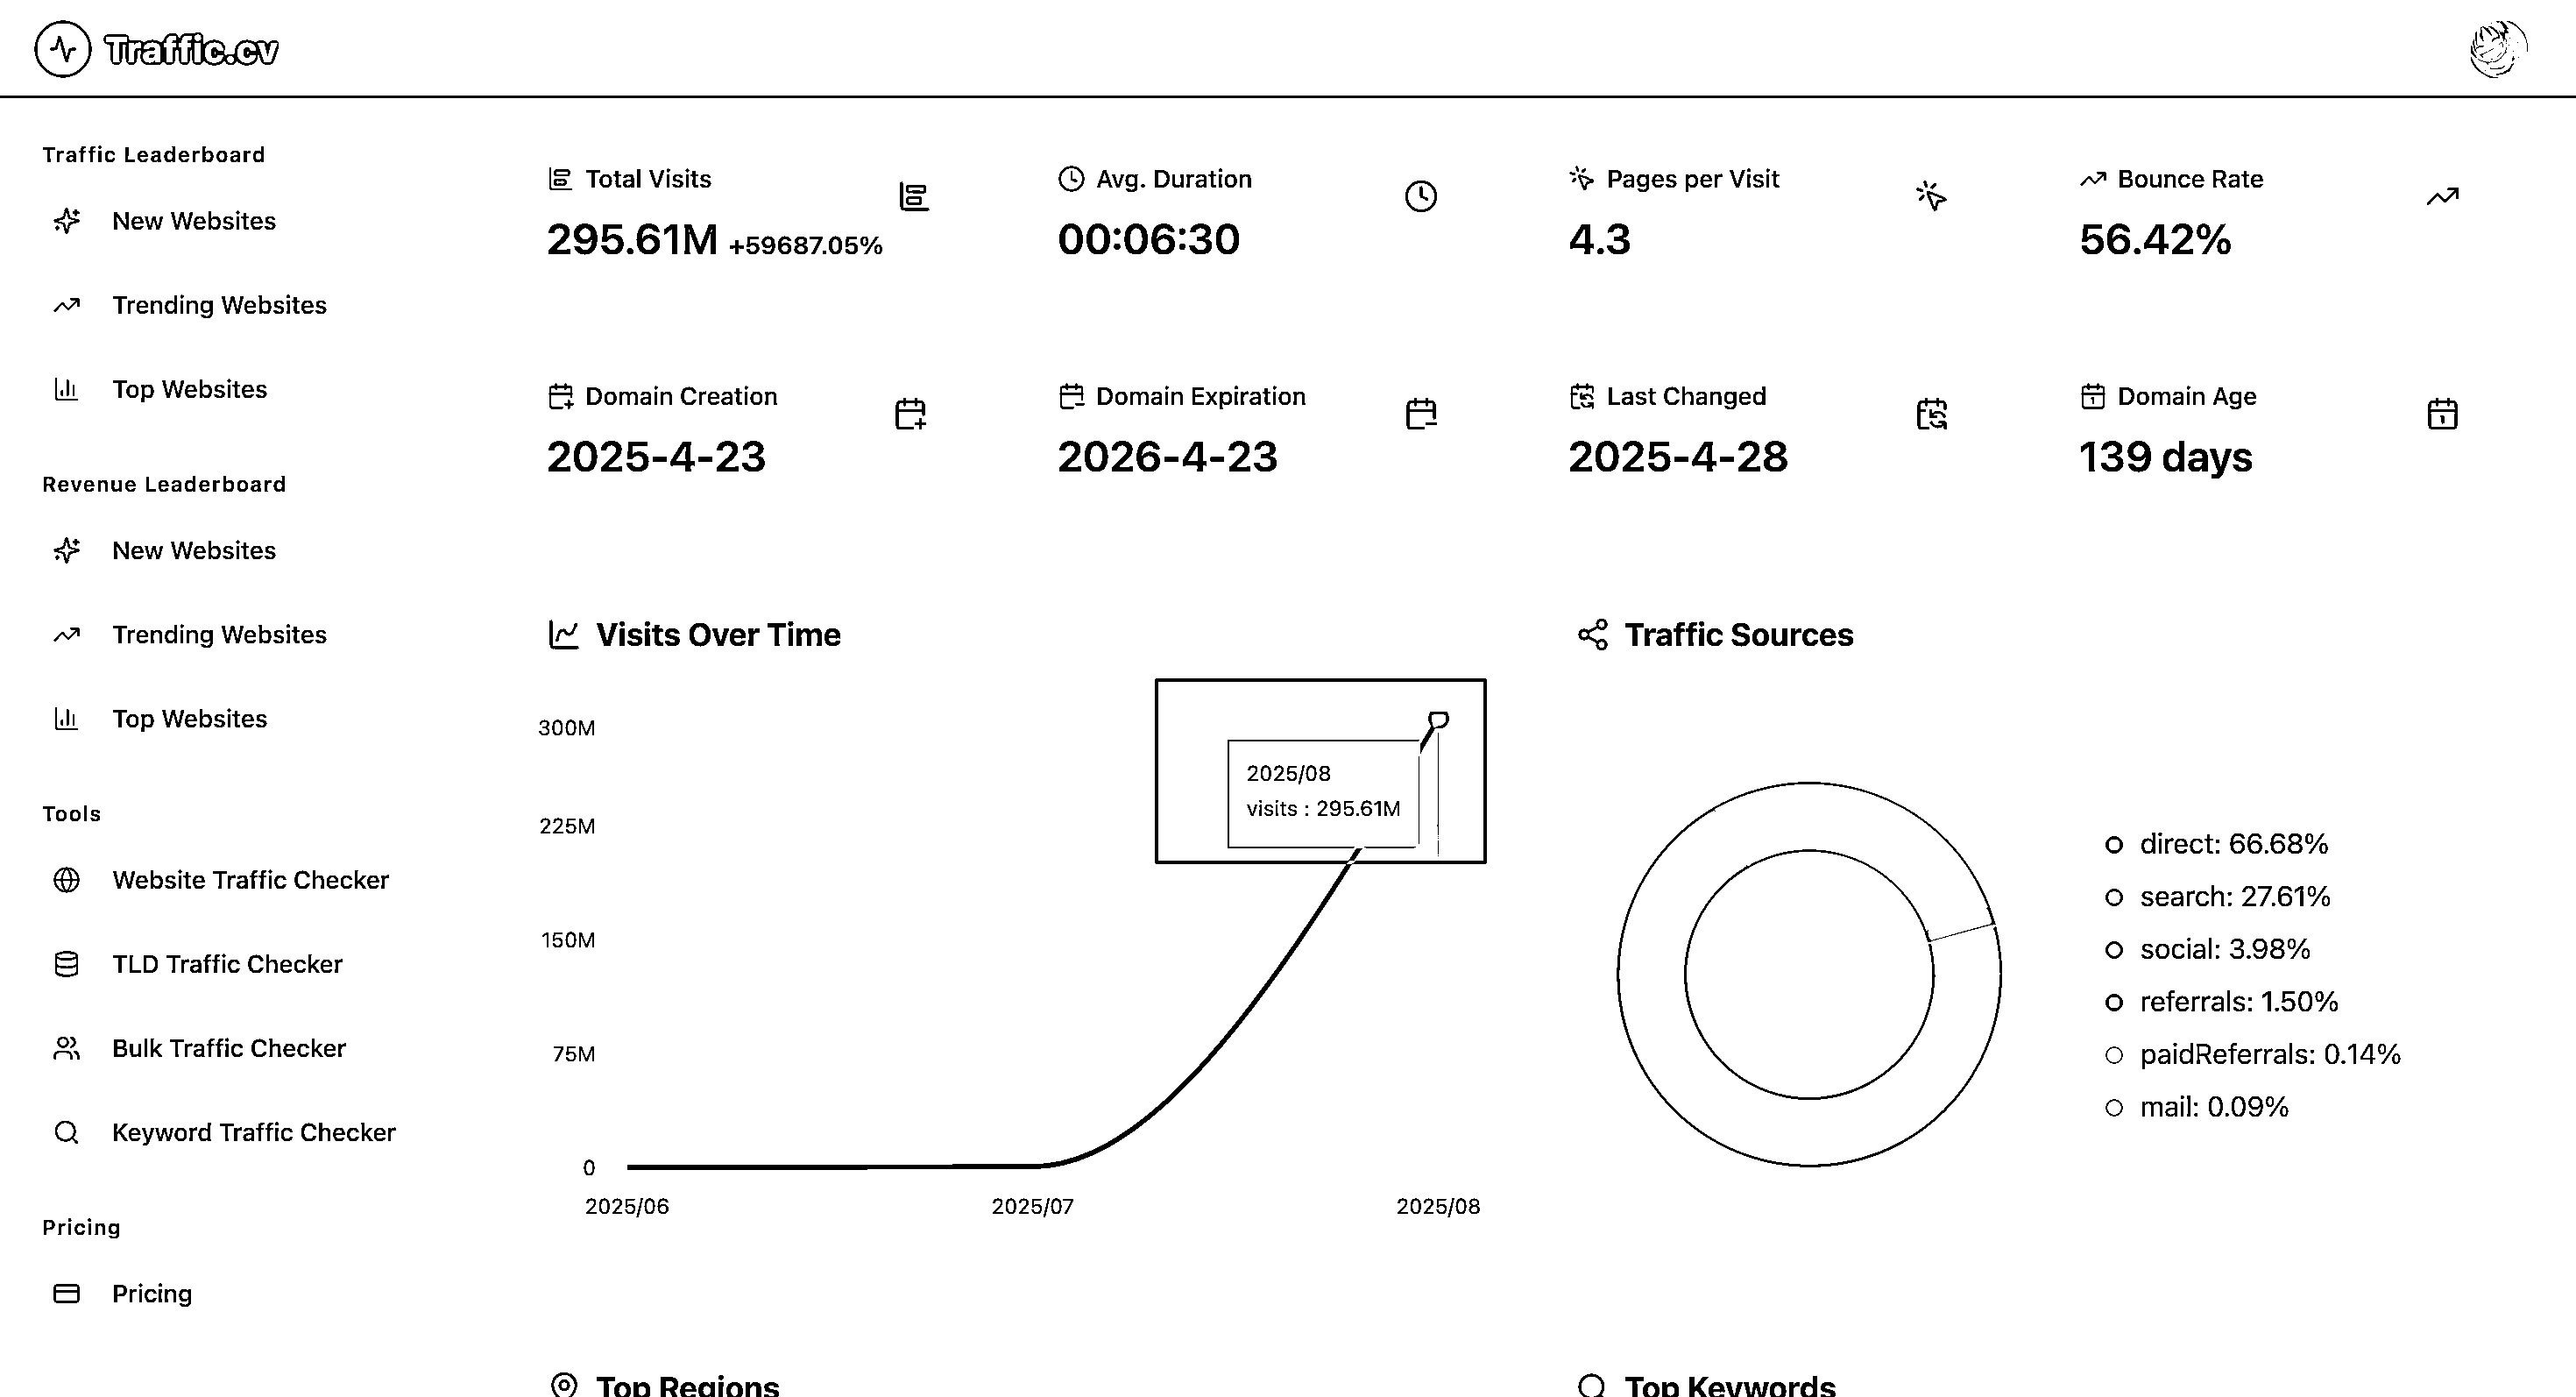 Traffic.cv
Traffic Leaderboard
New Websites
Trending Websites
Top Websites
Revenue Leaderboard
New Websites
Trending Websites
Top Websites
Tools
Website Traffic Checker
TLD Traffic Checker
Bulk Traffic Checker
Keyword Traffic Checker
Pricing
Pricing
Total Visits
295.61M +59687.05%
Avg. Duration
00:06:30
Pages per Visit
4.3
Bounce Rate
56.42%
Domain Creation
2025-4-23
Domain Expiration
2026-4-23
Last Changed
2025-4-28
Domain Age
139 days
Visits Over Time
300M
225M
150M
75M
0
2025/06
2025/07
2025/08
2025/08
visits : 295.61M
Traffic Sources
direct: 66.68%
search: 27.61%
social: 3.98%
referrals: 1.50%
paidReferrals: 0.14%
mail: 0.09%
Top Regions
Top Keywords